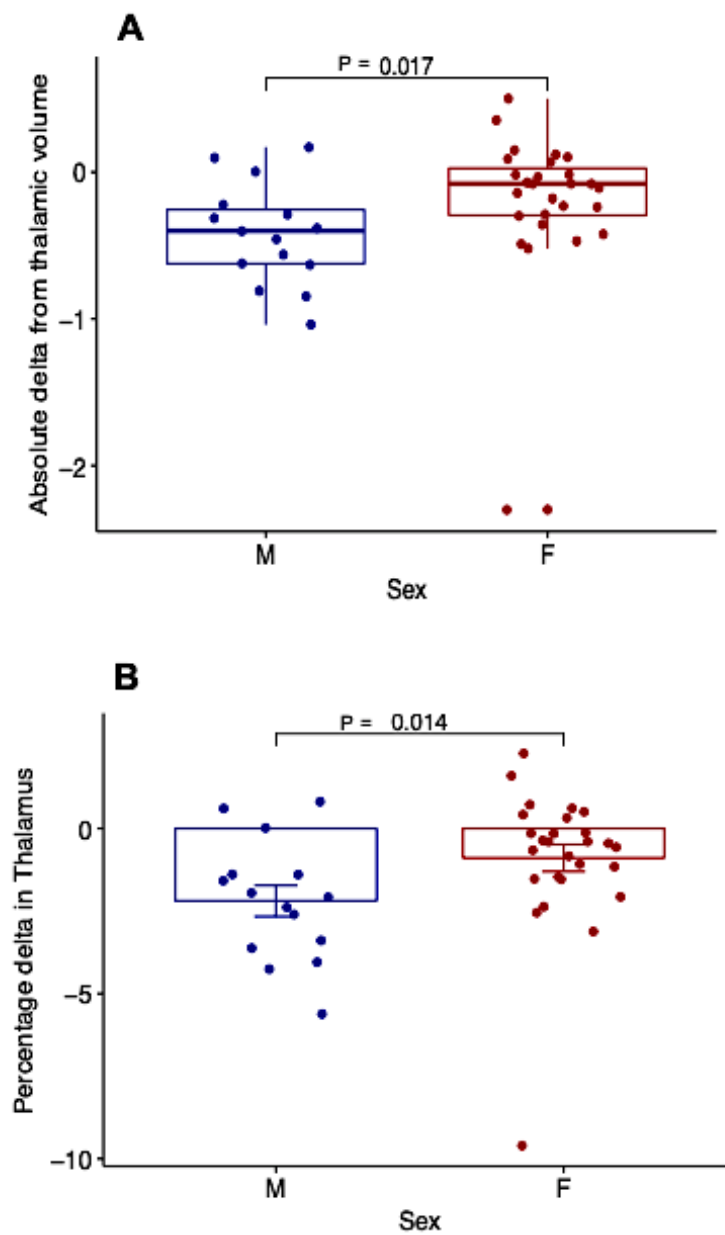 A
P = 0.017
Absolute delta from thalamic volume
0
−1
−2
M
F
Sex
B
P = 0.014
Percentage delta in Thalamus
0
−5
−10
M
F
Sex